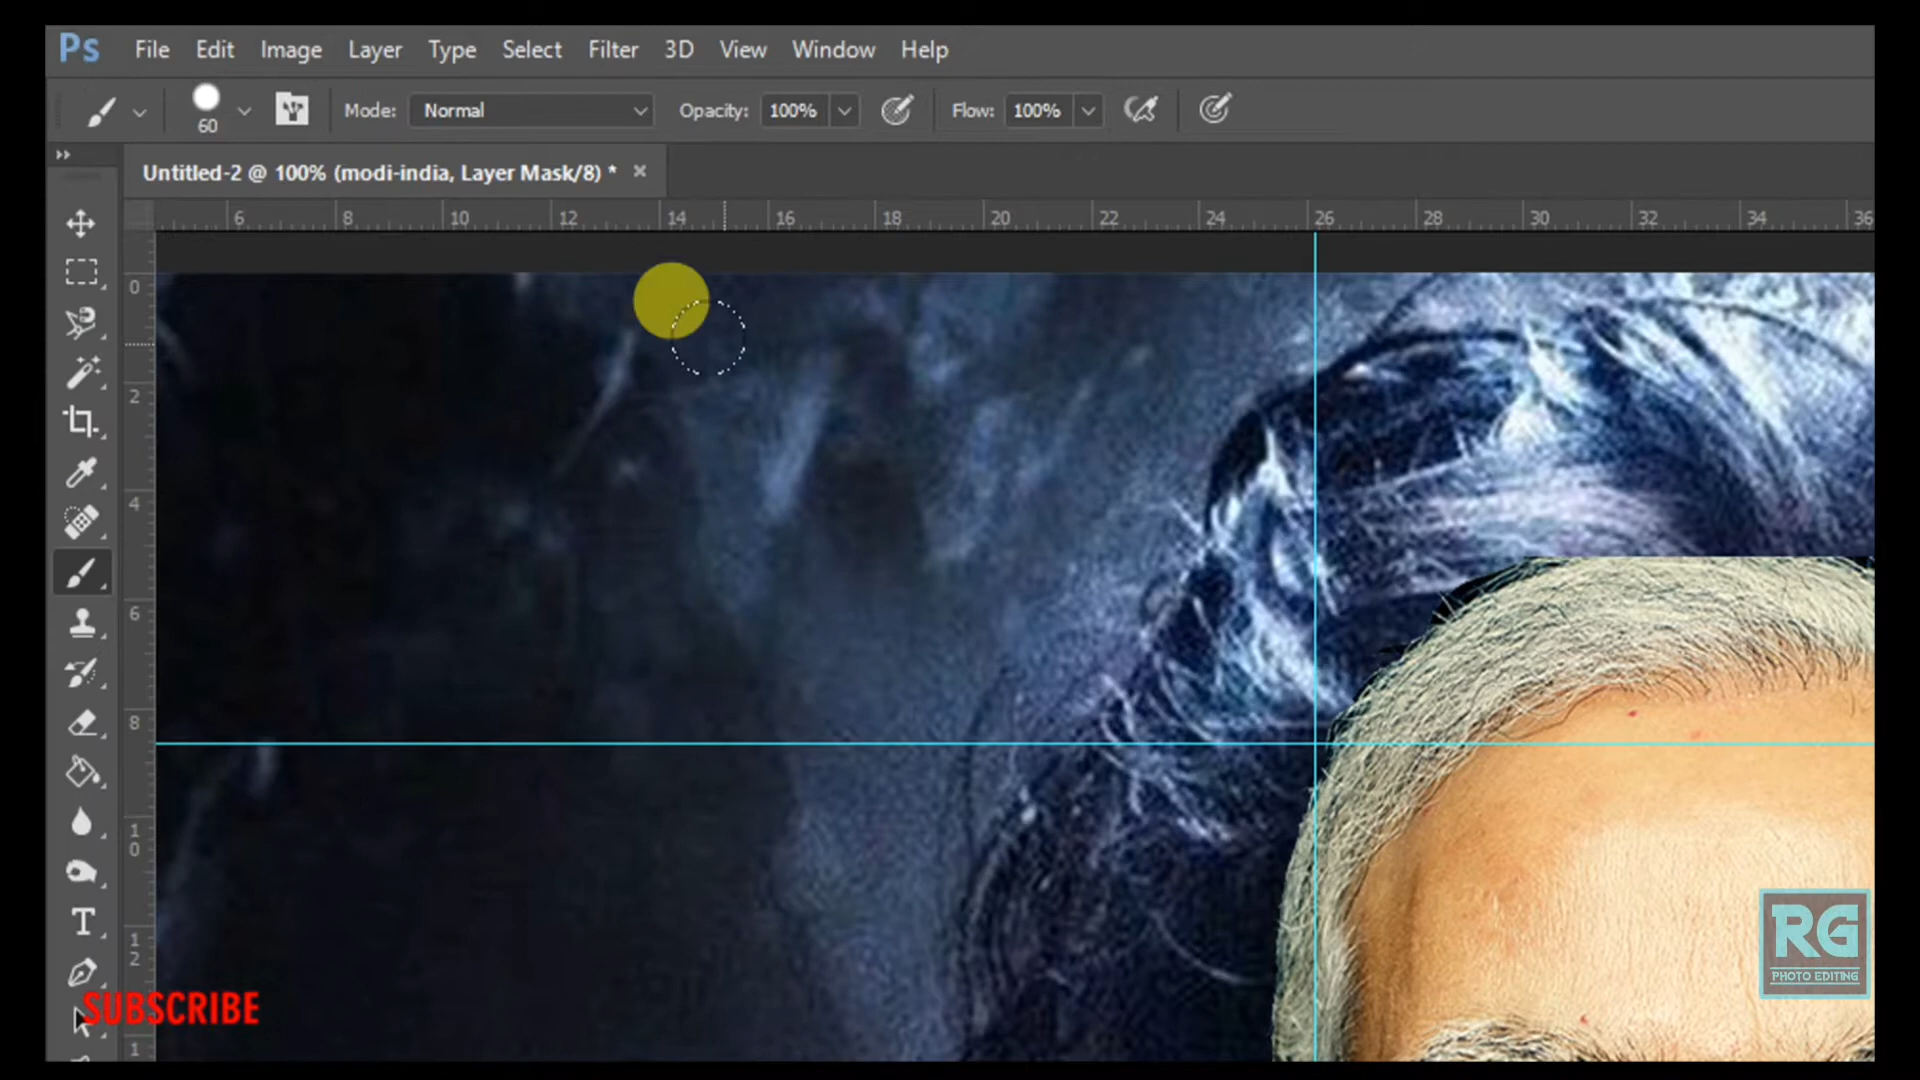 Ps File Edit Image Layer Type Select Filter 3D View Window Help
60 Mode: Normal Opacity: 100% Flow: 100%
Untitled-2 @ 100% (modi-india, Layer Mask/8) *
6 8 10 12 14 16 18 20 22 24 26 28 30 32 34 36
0
2
4
6
8
10
12
1
T
RG
PHOTO EDITING
SUBSCRIBE